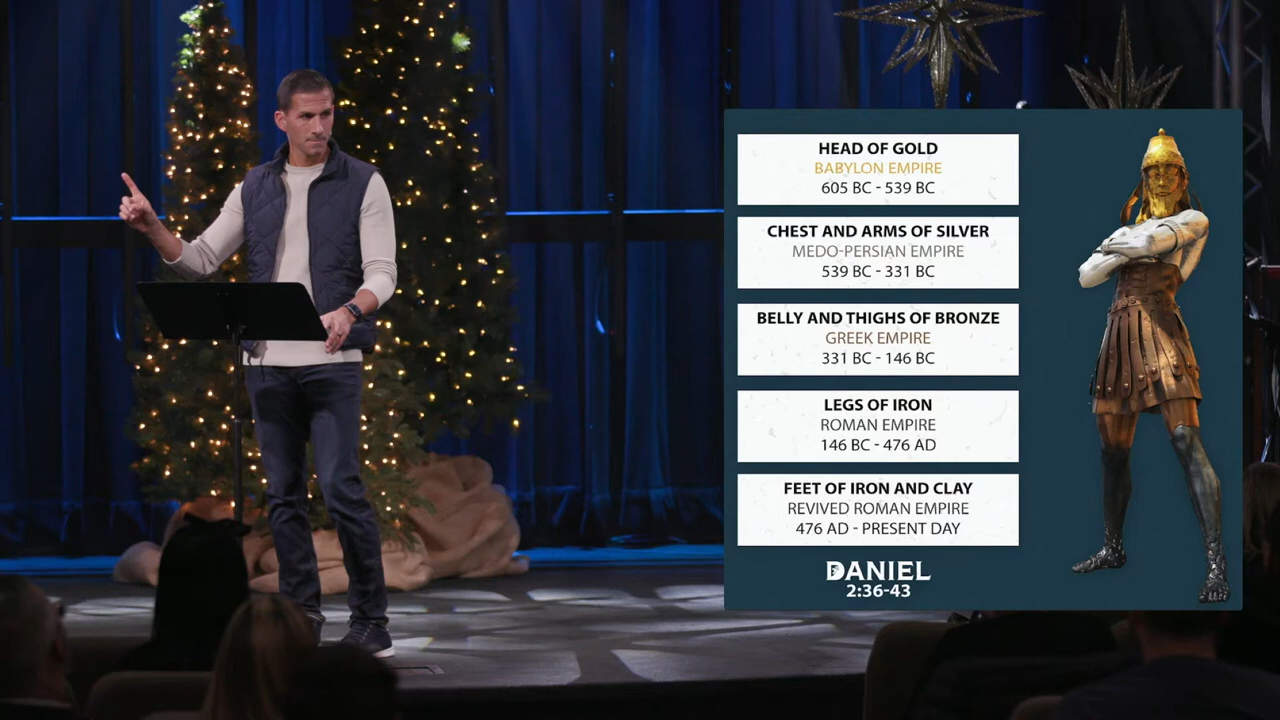 HEAD OF GOLD
BABYLON EMPIRE
605 BC - 539 BC
CHEST AND ARMS OF SILVER
MEDO-PERSIAN EMPIRE
539 BC - 331 BC
BELLY AND THIGHS OF BRONZE
GREEK EMPIRE
331 BC - 146 BC
LEGS OF IRON
ROMAN EMPIRE
146 BC - 476 AD
FEET OF IRON AND CLAY
REVIVED ROMAN EMPIRE
476 AD - PRESENT DAY
DANIEL
2:36-43